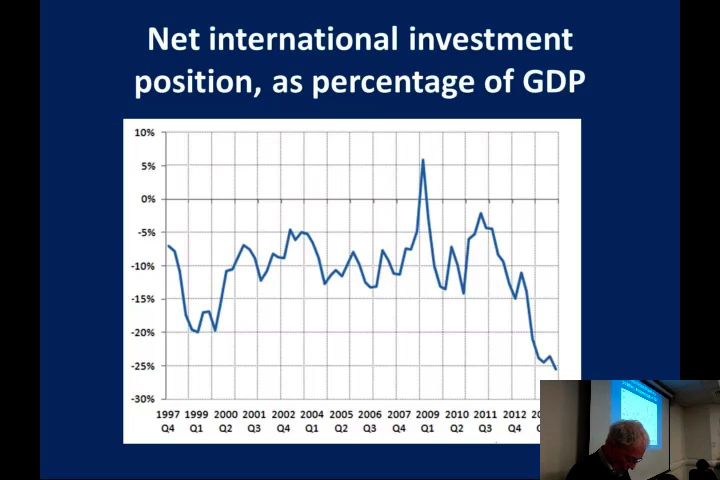 Net international investment
position, as percentage of GDP
10%
5%
0%
-5%
-10%
-15%
-20%
-25%
-30%
1997 1999 2000 2001 2002 2004 2005 2006 2007 2009 2010 2011 2012
Q4 Q1 Q2 Q3 Q4 Q1 Q2 Q3 Q4 Q1 Q2 Q3 Q4